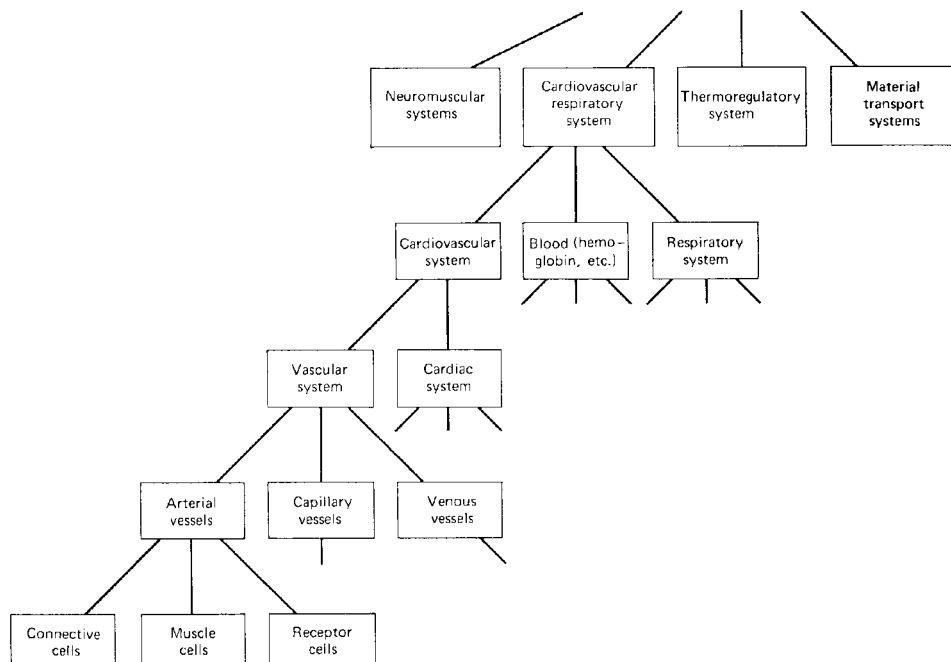 Neuromuscular
systems
Cardiovascular
respiratory
system
Thermoregulatory
system
Material
transport
systems
Cardiovascular
system
Blood (hemo-
globin, etc.)
Respiratory
system
Vascular
system
Cardiac
system
Arterial
vessels
Capillary
vessels
Venous
vessels
Connective
cells
Muscle
cells
Receptor
cells